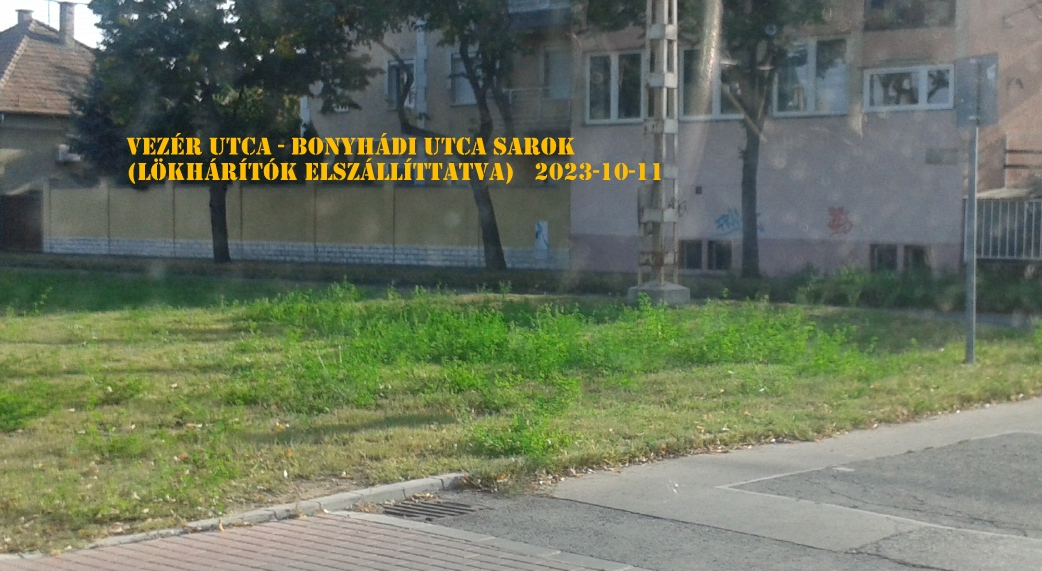 VEZÉR UTCA - BONYHÁDI UTCA SAROK
(LÖKHÁRÍTÓK ELSZÁLLÍTTATVA) 2023-10-11